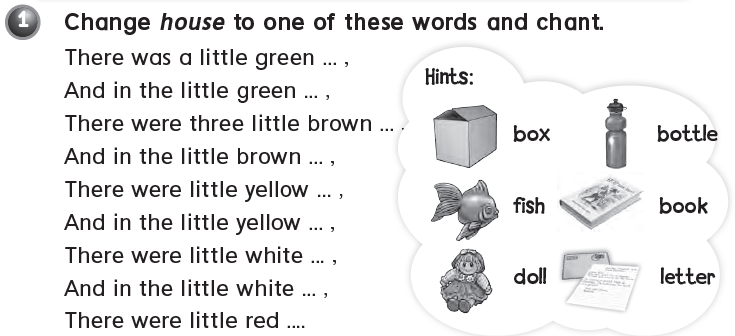 1 Change house to one of these words and chant.
There was a little green ... ,
And in the little green ... ,
There were three little brown ... .
And in the little brown ... ,
There were little yellow ... ,
And in the little yellow ... ,
There were little white ... ,
And in the little white ... ,
There were little red ....
Hints:
box
bottle
fish
book
doll
letter